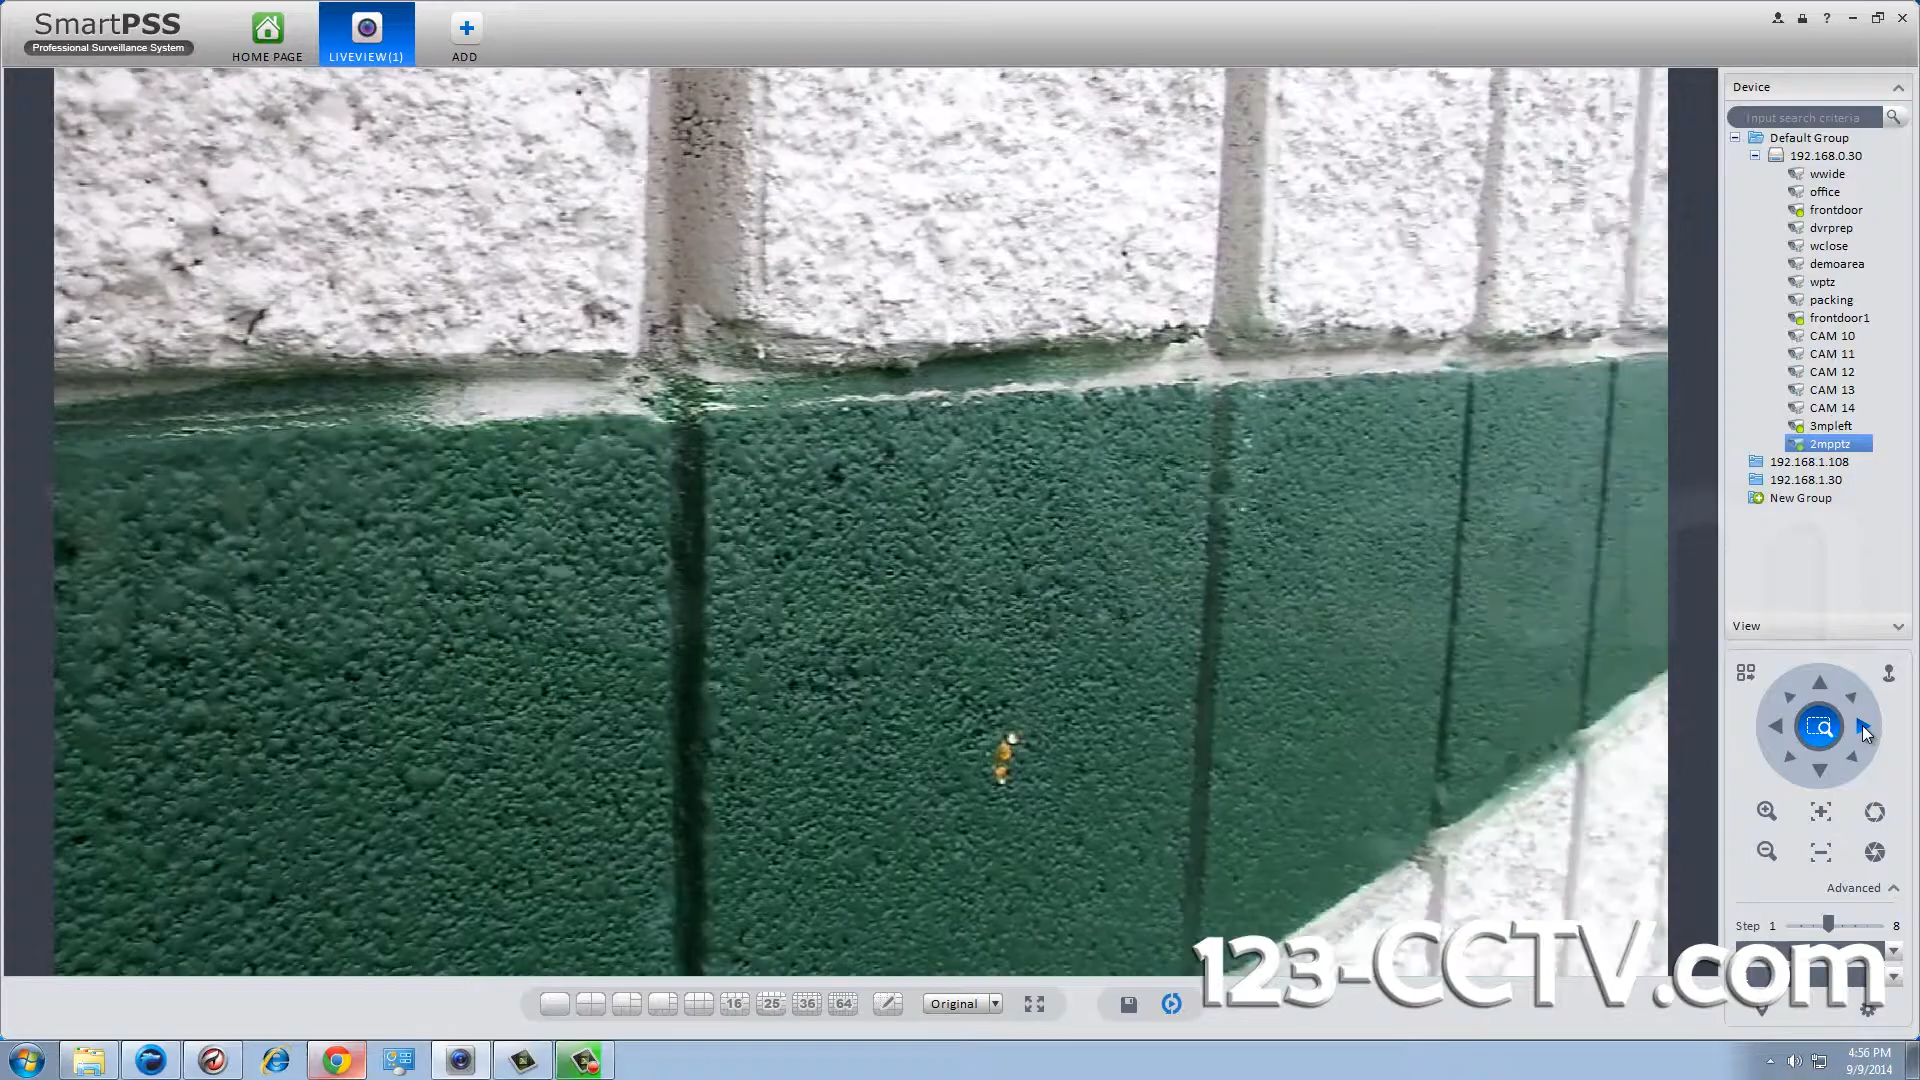 SmartPSS
Professional Surveillance System
HOME PAGE
LIVEVIEW(1)
ADD
?
Device
Input search criteria
Default Group
192.168.0.30
wwide
office
frontdoor
dvrprep
wclose
demoarea
wptz
packing
frontdoor1
CAM 10
CAM 11
CAM 12
CAM 13
CAM 14
3mpleft
2mpptz
192.168.1.108
192.168.1.30
New Group
View
Advanced
Step 1 8
123-CCTV.com
16 25 36 64 Original
4:56 PM
9/9/2014